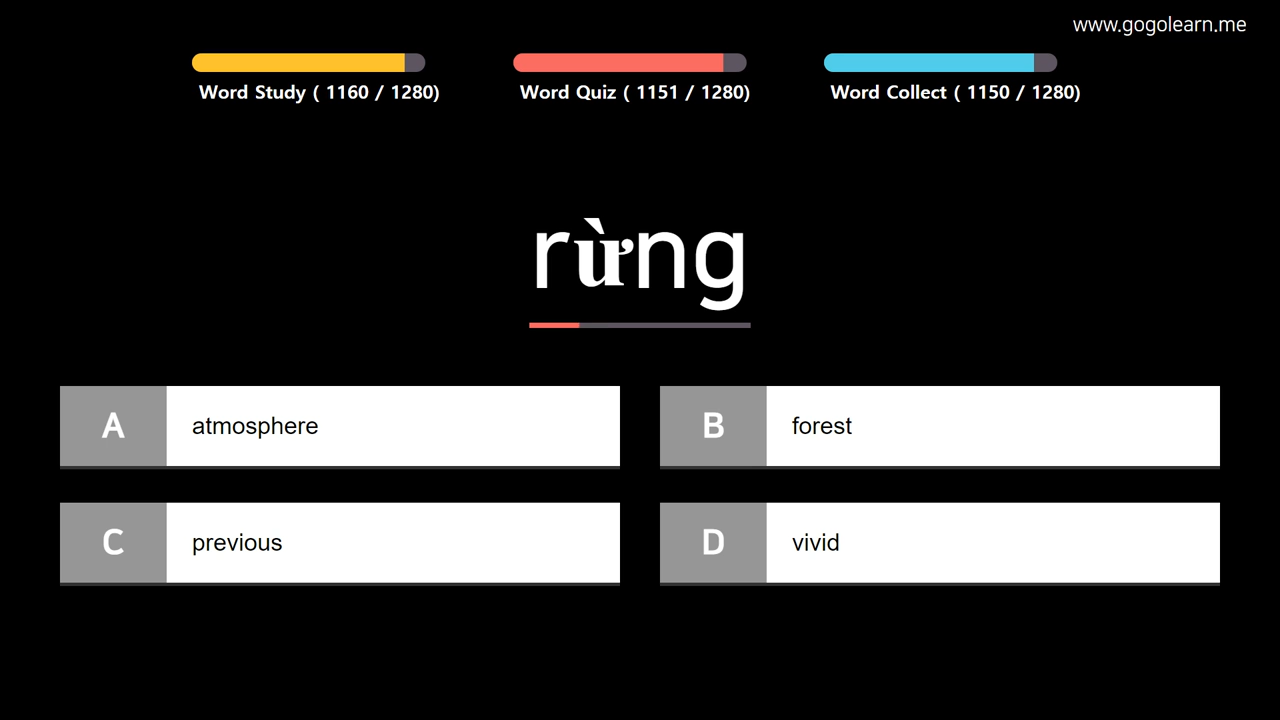 www.gogolearn.me
Word Study ( 1160 / 1280)
Word Quiz ( 1151 / 1280)
Word Collect ( 1150 / 1280)
rừng
A atmosphere
B forest
C previous
D vivid